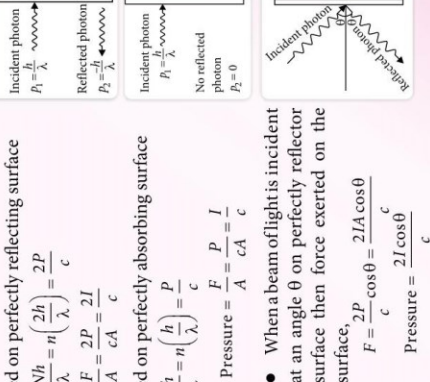 d on perfectly reflecting surface
Nh/λ = n(2h/λ) = 2P/c
F/A = 2P/cA = 2I/c
Incident photon
P₁ = h/λ
Reflected photon
P₂ = -h/λ
d on perfectly absorbing surface
h/λ = n(h/λ) = P/c
Pressure = F/A = P/cA = I/c
Incident photon
P₁ = h/λ
No reflected
photon
P₂ = 0
• When a beam of light is incident
at an angle θ on perfectly reflector
surface then force exerted on the
surface,
F = 2P/c cosθ = 2IA cosθ/c
Pressure = 2I cosθ/c
Incident photon
θ
θ
Reflected photon